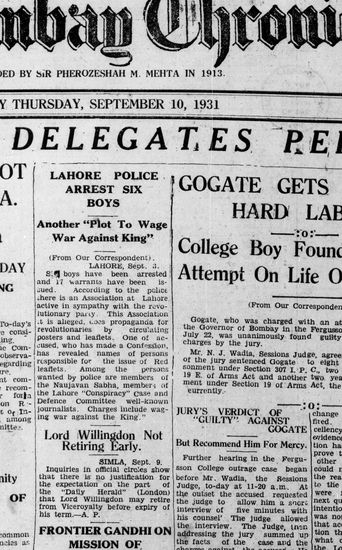 ombay Chronic
DED BY SIR PHEROZESHAH M. MEHTA IN 1913.
Y THURSDAY, SEPTEMBER 10, 1931
DELEGATES PE
LAHORE POLICE
ARREST SIX
BOYS
Another "Plot To Wage
War Against King"
(From Our Correspondent).
LAHORE, Sept. 3.
boys have been arrested
and 17 warrants have been is-
ued. According to the police
there is an Association at Lahore
active in sympathy with the revo-
lutionary party. This Association
it is alleged, does propaganda for
revolutionaries by circulating
posters and leaflets. One of ac-
cused, who has made a Confession,
has revealed names of persons
responsible for the issue of Red
leaflets. Among the persons
wanted by police are members of
the Naujavan Sabha, members of
the Lahore "Conspiracy" Case and
Defence Committee well-known
journalists. Charges include wag-
ing war against the King."
Lord Willingdon Not
Retiring Early.
SIMLA, Sept. 9.
Inquiries in official circles show
that there is no justification for
the expectation on the part of
the "Daily Herald" (London)
that Lord Willingdon may retire
from Viceroyalty before expiry of
his term.—A. P.
FRONTIER GANDHI ON
MISSION OF
GOGATE GETS
HARD LAB
:o:
College Boy Found
Attempt On Life O
:o:
(From Our Correspondent
Gogate, who was charged with an at
the Governor of Bombay in the Ferguso
July 22, was unanimously found guilty
charges by the jury.
Mr. N. J. Wadia, Sessions Judge, agree
of the jury sentenced Gogate to eight
sonment under Section 307 I. P. C., two
19 E. of Arms Act and another two year
ment under Section 19 of Arms Act, the
currently.
JURY'S VERDICT OF
"GUILTY" AGAINST
GOGATE
But Recommend Him For Mercy.
Further hearing in the Fergus-
son College outrage case began
before Mr. Wadia, the Sessions
Judge, to-day at 11-20 a.m. At
the outset the accused requested
the judge to allow him a short
interview of five minutes with
his counsel. The judge allowed
the interview. The Judge, then
addressing the jury summed up
the facts of the case and the